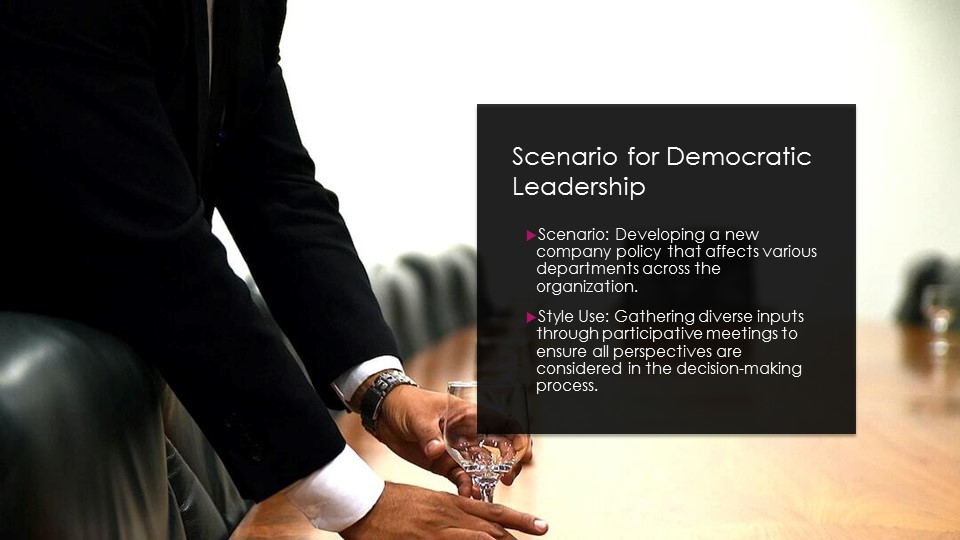 Scenario for Democratic
Leadership
Scenario: Developing a new
company policy that affects various
departments across the
organization.
Style Use: Gathering diverse inputs
through participative meetings to
ensure all perspectives are
considered in the decision-making
process.